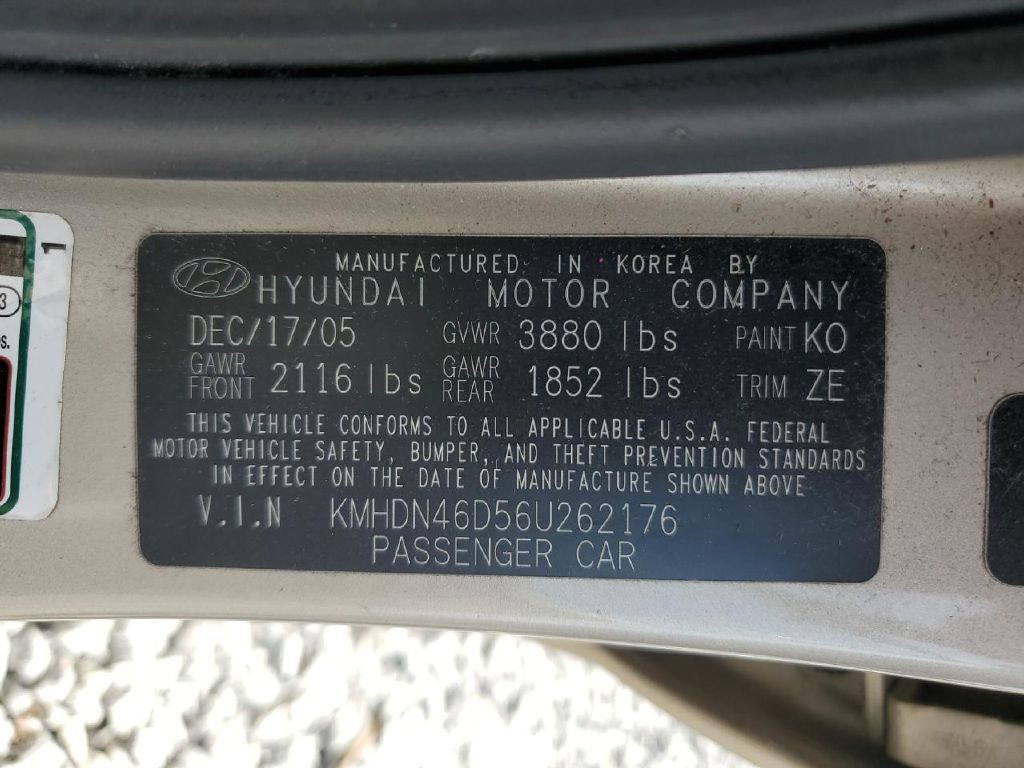 MANUFACTURED IN KOREA BY
HYUNDAI MOTOR COMPANY
DEC/17/05 GVWR 3880 lbs PAINT KO
GAWR FRONT 2116 lbs GAWR REAR 1852 lbs TRIM ZE
THIS VEHICLE CONFORMS TO ALL APPLICABLE U.S.A. FEDERAL
MOTOR VEHICLE SAFETY, BUMPER, AND THEFT PREVENTION STANDARDS
IN EFFECT ON THE DATE OF MANUFACTURE SHOWN ABOVE
V.I.N KMHDN46D56U262176
PASSENGER CAR
3